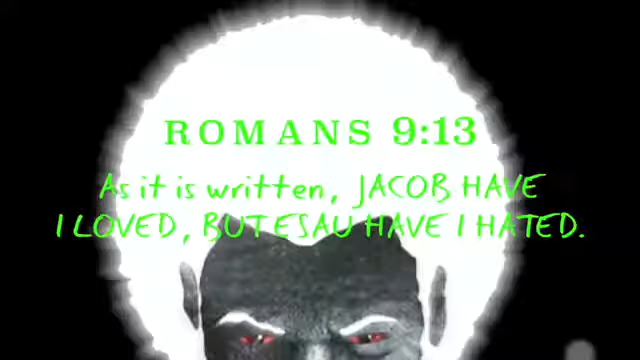 ROMANS 9:13
As it is written, JACOB HAVE
I LOVED, BUT ESAU HAVE I HATED.